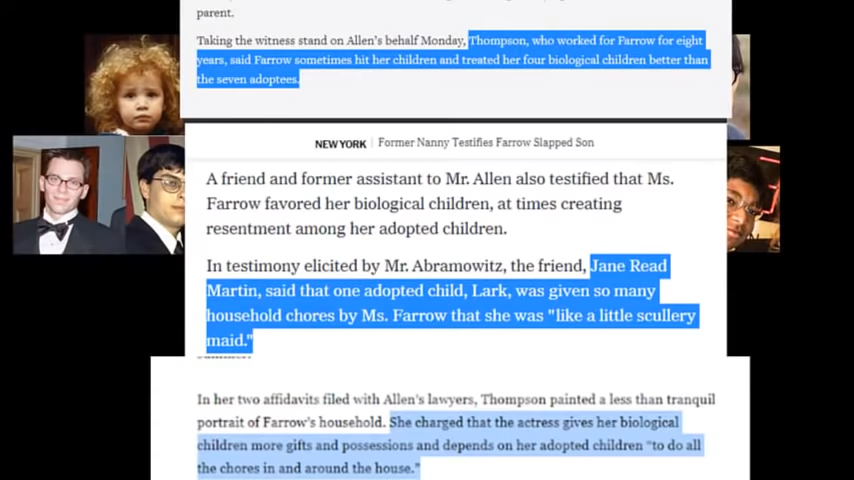 parent.
Taking the witness stand on Allen's behalf Monday, Thompson, who worked for Farrow for eight
years, said Farrow sometimes hit her children and treated her four biological children better than
the seven adoptees.
NEW YORK | Former Nanny Testifies Farrow Slapped Son
A friend and former assistant to Mr. Allen also testified that Ms.
Farrow favored her biological children, at times creating
resentment among her adopted children.
In testimony elicited by Mr. Abramowitz, the friend, Jane Read
Martin, said that one adopted child, Lark, was given so many
household chores by Ms. Farrow that she was "like a little scullery
maid."
In her two affidavits filed with Allen's lawyers, Thompson painted a less than tranquil
portrait of Farrow's household. She charged that the actress gives her biological
children more gifts and possessions and depends on her adopted children "to do all
the chores in and around the house."